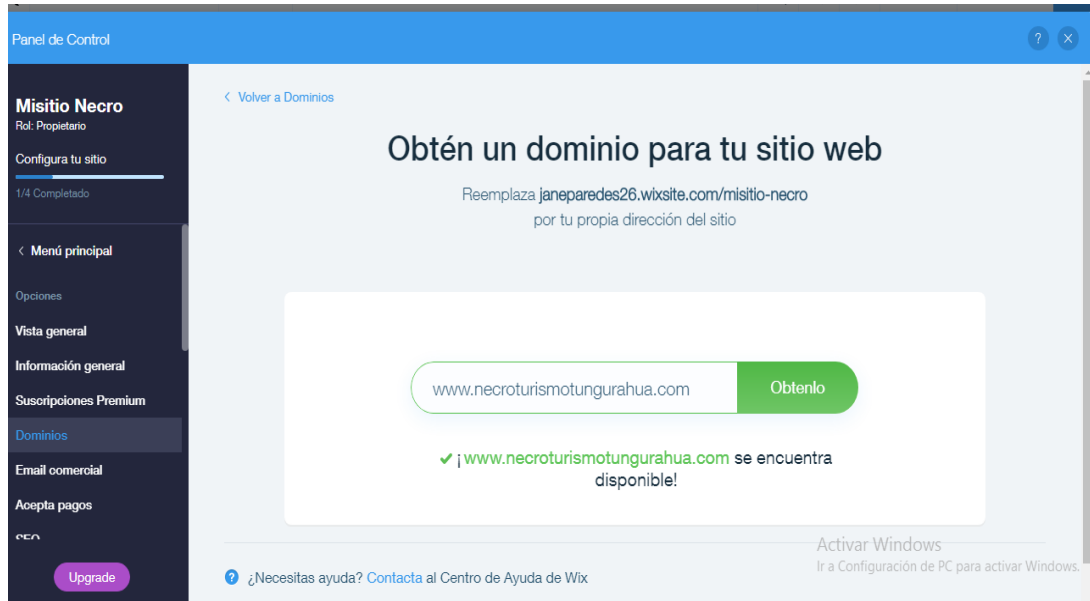 Panel de Control
?
×
Misitio Necro
Rol: Propietario
Configura tu sitio
1/4 Completado
< Menú principal
Opciones
Vista general
Información general
Suscripciones Premium
Dominios
Email comercial
Acepta pagos
SEO
Upgrade
< Volver a Dominios
Obtén un dominio para tu sitio web
Reemplaza janeparedes26.wixsite.com/misitio-necro
por tu propia dirección del sitio
www.necroturismotungurahua.com
Obtenlo
✓ ¡www.necroturismotungurahua.com se encuentra
disponible!
? ¿Necesitas ayuda? Contacta al Centro de Ayuda de Wix
Activar Windows
Ir a Configuración de PC para activar Windows.